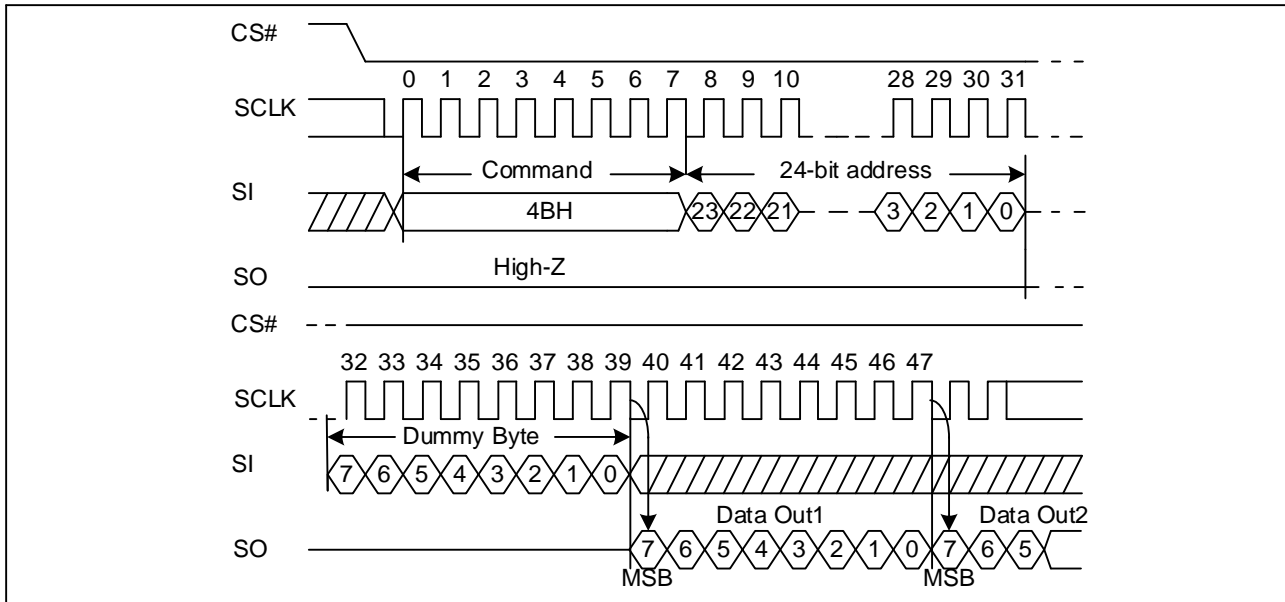 CS#
0 1 2 3 4 5 6 7 8 9 10 28 29 30 31
SCLK
Command 24-bit address
SI
4BH 23 22 21 3 2 1 0
High-Z
SO
CS#
32 33 34 35 36 37 38 39 40 41 42 43 44 45 46 47
SCLK
Dummy Byte
SI
7 6 5 4 3 2 1 0
Data Out1 Data Out2
SO
7 6 5 4 3 2 1 0 7 6 5
MSB MSB